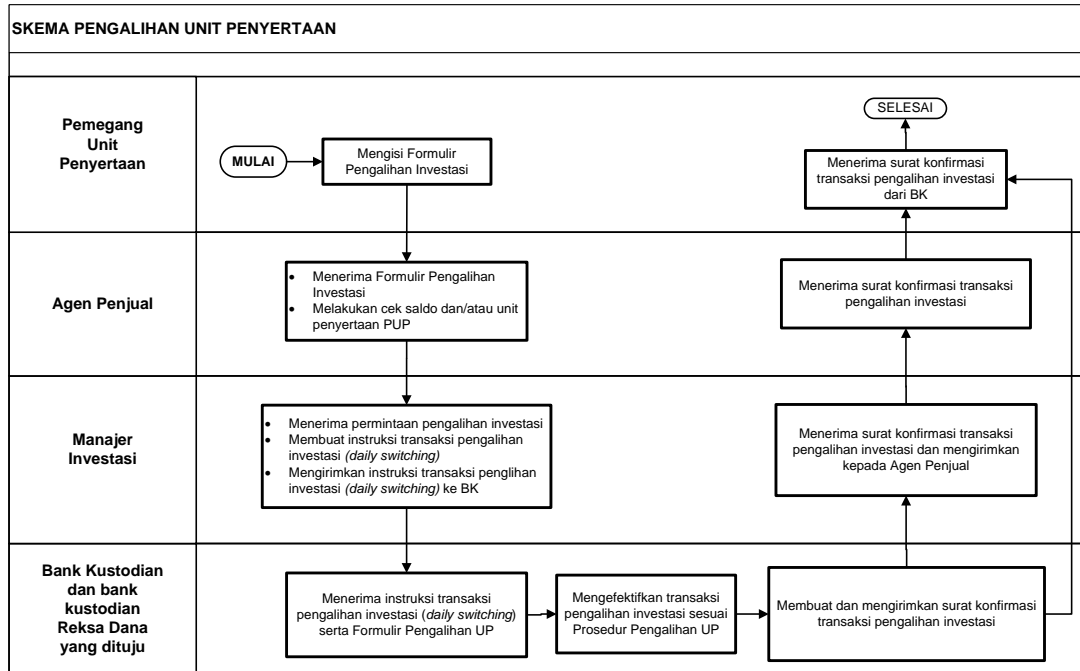 SKEMA PENGALIHAN UNIT PENYERTAAN
Pemegang
Unit
Penyertaan
MULAI
Mengisi Formulir
Pengalihan Investasi
SELESAI
Menerima surat konfirmasi
transaksi pengalihan investasi
dari BK
Agen Penjual
• Menerima Formulir Pengalihan
Investasi
• Melakukan cek saldo dan/atau unit
penyertaan PUP
Menerima surat konfirmasi transaksi
pengalihan investasi
Manajer
Investasi
• Menerima permintaan pengalihan investasi
• Membuat instruksi transaksi pengalihan
investasi (daily switching)
• Mengirimkan instruksi transaksi penglihan
investasi (daily switching) ke BK
Menerima surat konfirmasi transaksi
pengalihan investasi dan mengirimkan
kepada Agen Penjual
Bank Kustodian
dan bank
kustodian
Reksa Dana
yang dituju
Menerima instruksi transaksi
pengalihan investasi (daily switching)
serta Formulir Pengalihan UP
Mengefektifkan transaksi
pengalihan investasi sesuai
Prosedur Pengalihan UP
Membuat dan mengirimkan surat konfirmasi
transaksi pengalihan investasi